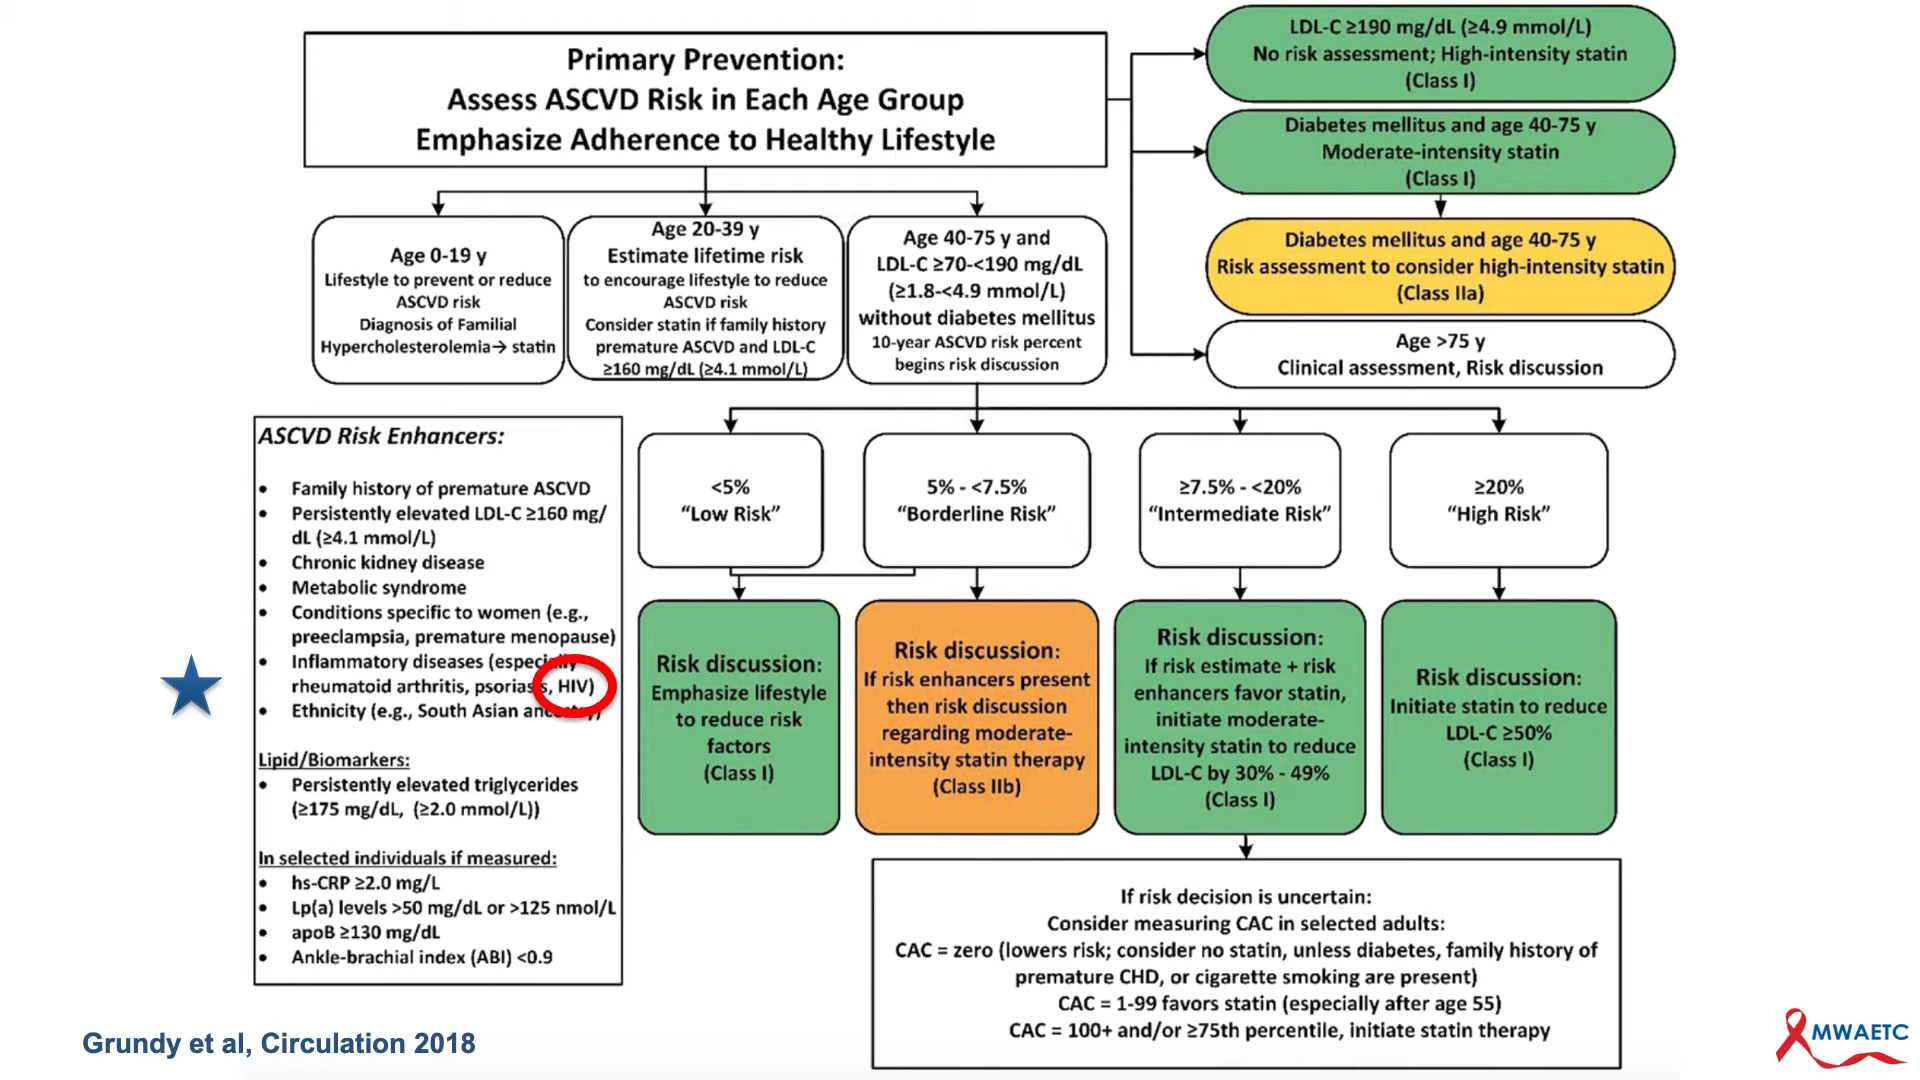 Primary Prevention:
Assess ASCVD Risk in Each Age Group
Emphasize Adherence to Healthy Lifestyle
LDL-C ≥190 mg/dL (≥4.9 mmol/L)
No risk assessment; High-intensity statin
(Class I)
Diabetes mellitus and age 40-75 y
Moderate-intensity statin
(Class I)
Diabetes mellitus and age 40-75 y
Risk assessment to consider high-intensity statin
(Class IIa)
Age >75 y
Clinical assessment, Risk discussion
Age 0-19 y
Lifestyle to prevent or reduce
ASCVD risk
Diagnosis of Familial
Hypercholesterolemia→ statin
Age 20-39 y
Estimate lifetime risk
to encourage lifestyle to reduce
ASCVD risk
Consider statin if family history
premature ASCVD and LDL-C
≥160 mg/dL (≥4.1 mmol/L)
Age 40-75 y and
LDL-C ≥70-<190 mg/dL
(≥1.8-<4.9 mmol/L)
without diabetes mellitus
10-year ASCVD risk percent
begins risk discussion
ASCVD Risk Enhancers:
• Family history of premature ASCVD
• Persistently elevated LDL-C ≥160 mg/
dL (≥4.1 mmol/L)
• Chronic kidney disease
• Metabolic syndrome
• Conditions specific to women (e.g.,
preeclampsia, premature menopause)
• Inflammatory diseases (especially
rheumatoid arthritis, psoriasis, HIV)
• Ethnicity (e.g., South Asian ancestry)
Lipid/Biomarkers:
• Persistently elevated triglycerides
(≥175 mg/dL, (≥2.0 mmol/L))
In selected individuals if measured:
• hs-CRP ≥2.0 mg/L
• Lp(a) levels >50 mg/dL or >125 nmol/L
• apoB ≥130 mg/dL
• Ankle-brachial index (ABI) <0.9
<5%
“Low Risk”
5% - <7.5%
“Borderline Risk”
≥7.5% - <20%
“Intermediate Risk”
≥20%
“High Risk”
Risk discussion:
Emphasize lifestyle
to reduce risk
factors
(Class I)
Risk discussion:
If risk enhancers present
then risk discussion
regarding moderate-
intensity statin therapy
(Class IIb)
Risk discussion:
If risk estimate + risk
enhancers favor statin,
initiate moderate-
intensity statin to reduce
LDL-C by 30% - 49%
(Class I)
Risk discussion:
Initiate statin to reduce
LDL-C ≥50%
(Class I)
If risk decision is uncertain:
Consider measuring CAC in selected adults:
CAC = zero (lowers risk; consider no statin, unless diabetes, family history of
premature CHD, or cigarette smoking are present)
CAC = 1-99 favors statin (especially after age 55)
CAC = 100+ and/or ≥75th percentile, initiate statin therapy
Grundy et al, Circulation 2018
MWAETC